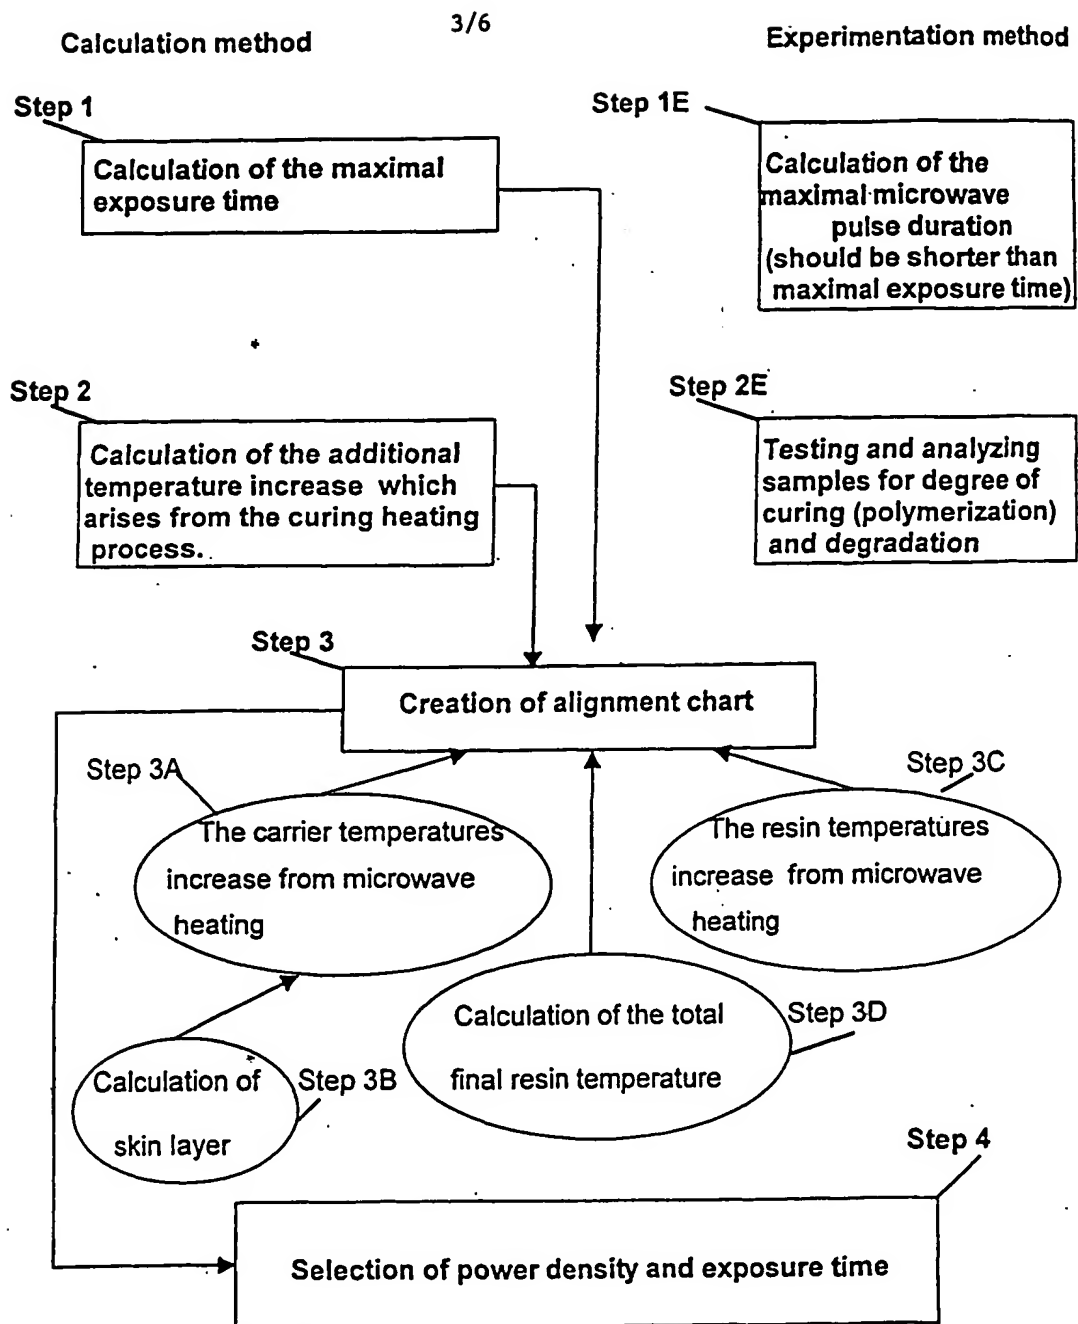 3/6
Calculation method
Experimentation method
Step 1
Calculation of the maximal
exposure time
Step 1E
Calculation of the
maximal microwave
pulse duration
(should be shorter than
maximal exposure time)
Step 2
Calculation of the additional
temperature increase which
arises from the curing heating
process.
Step 2E
Testing and analyzing
samples for degree of
curing (polymerization)
and degradation
Step 3
Creation of alignment chart
Step 3A
The carrier temperatures
increase from microwave
heating
Step 3C
The resin temperatures
increase from microwave
heating
Calculation of
skin layer
Step 3B
Calculation of the total
final resin temperature
Step 3D
Step 4
Selection of power density and exposure time